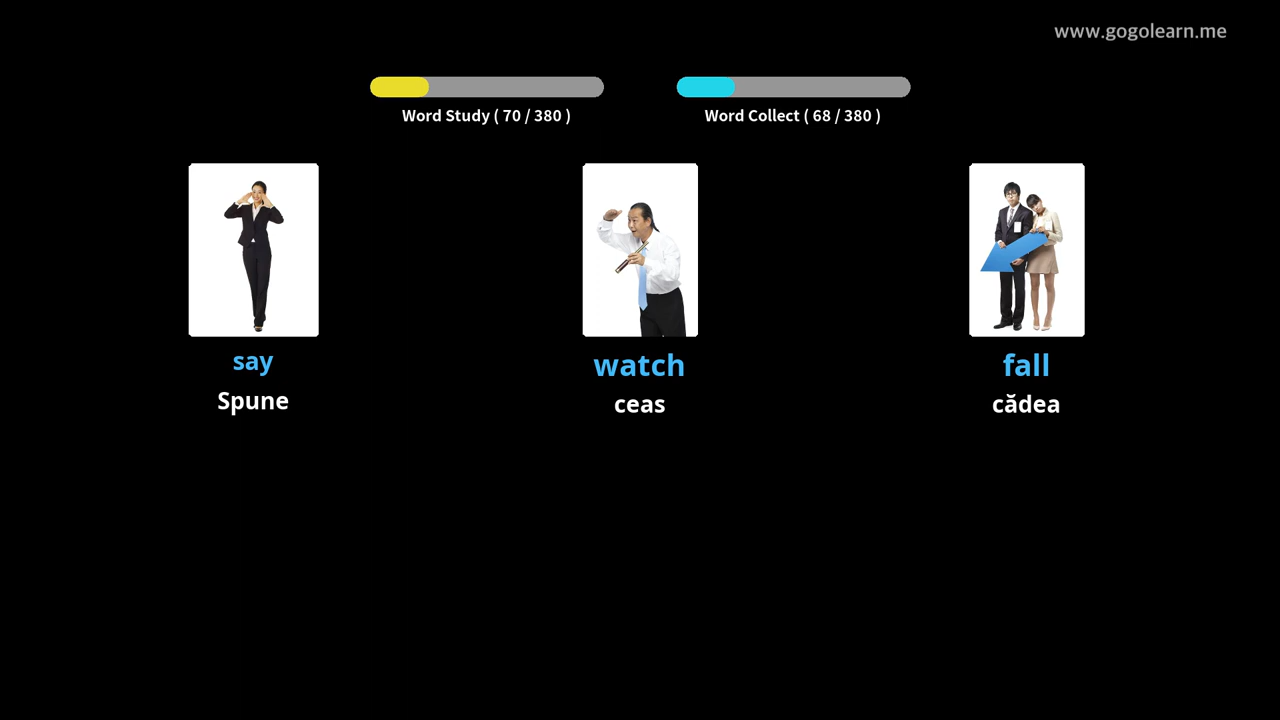 www.gogolearn.me
Word Study ( 70 / 380 )
Word Collect ( 68 / 380 )
say
Spune
watch
ceas
fall
cădea